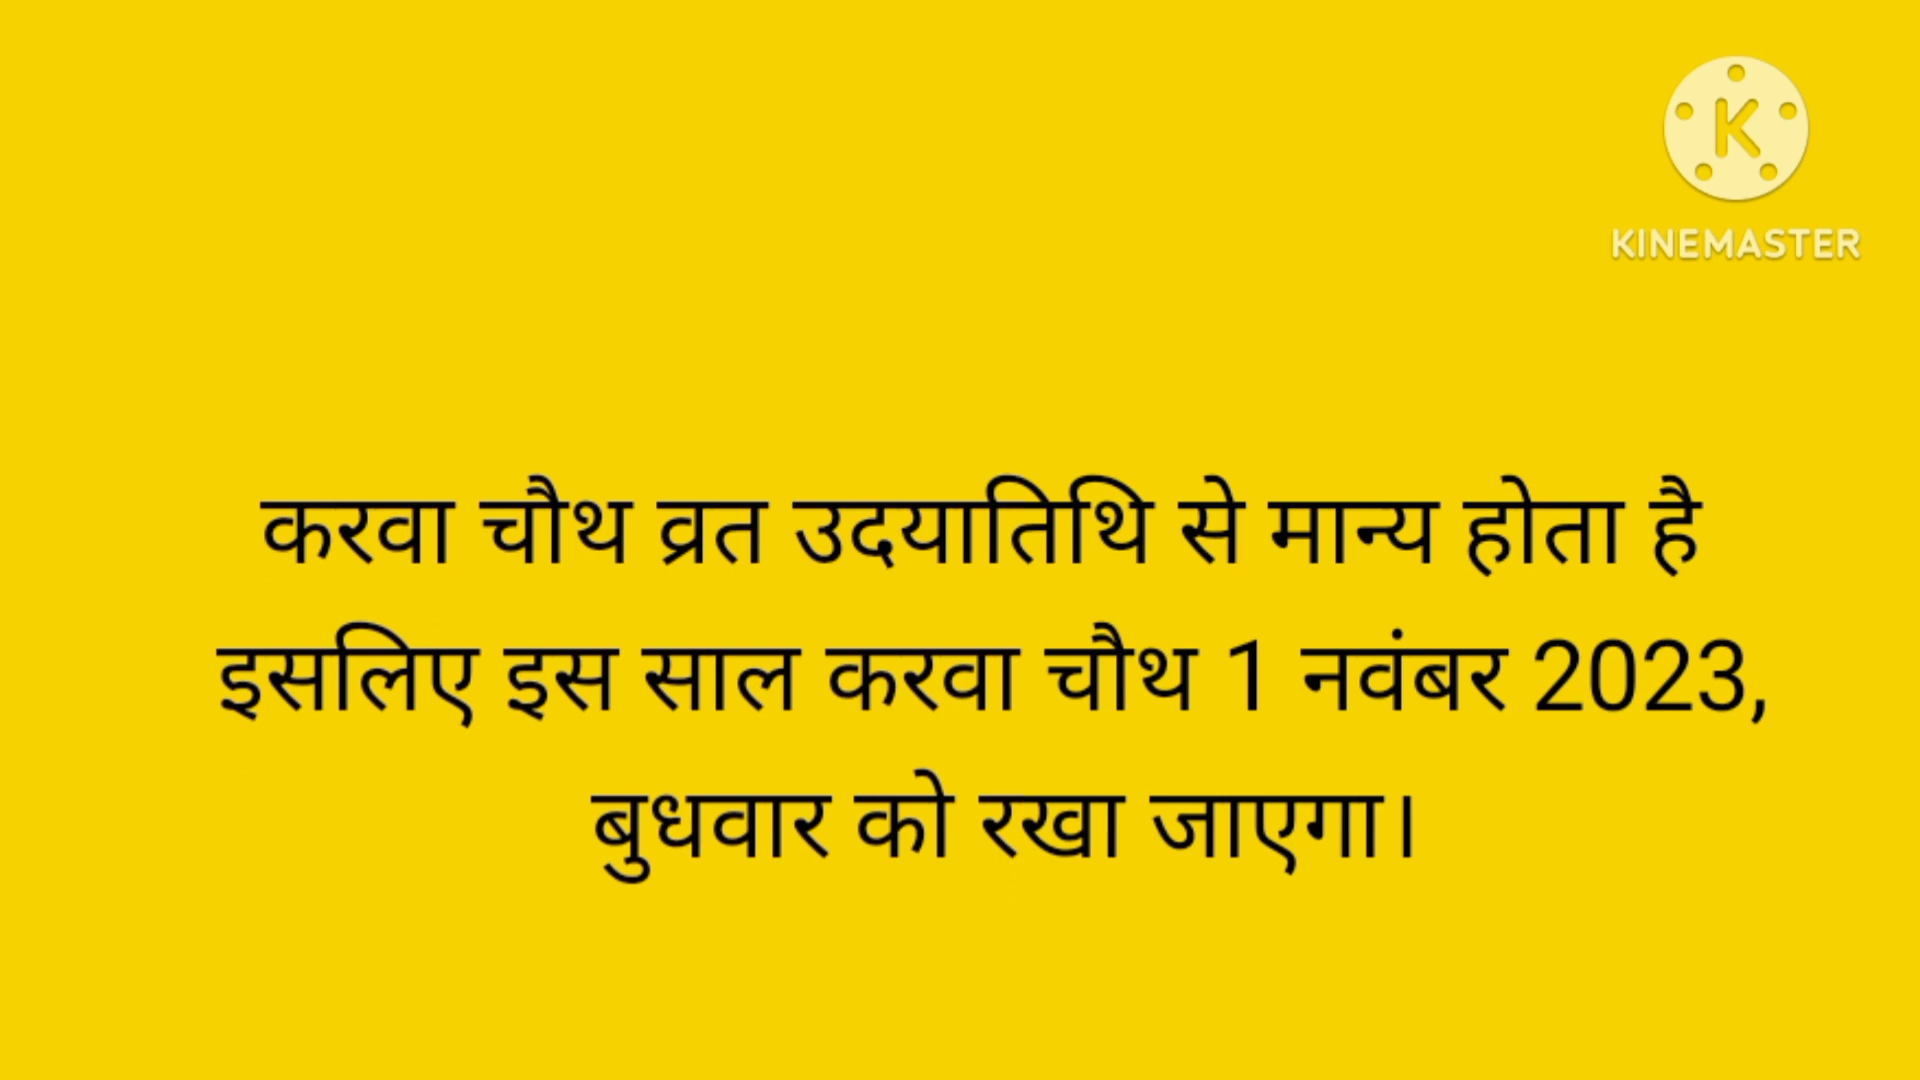 KINEMASTER
करवा चौथ व्रत उदयातिथि से मान्य होता है
इसलिए इस साल करवा चौथ 1 नवंबर 2023,
बुधवार को रखा जाएगा।